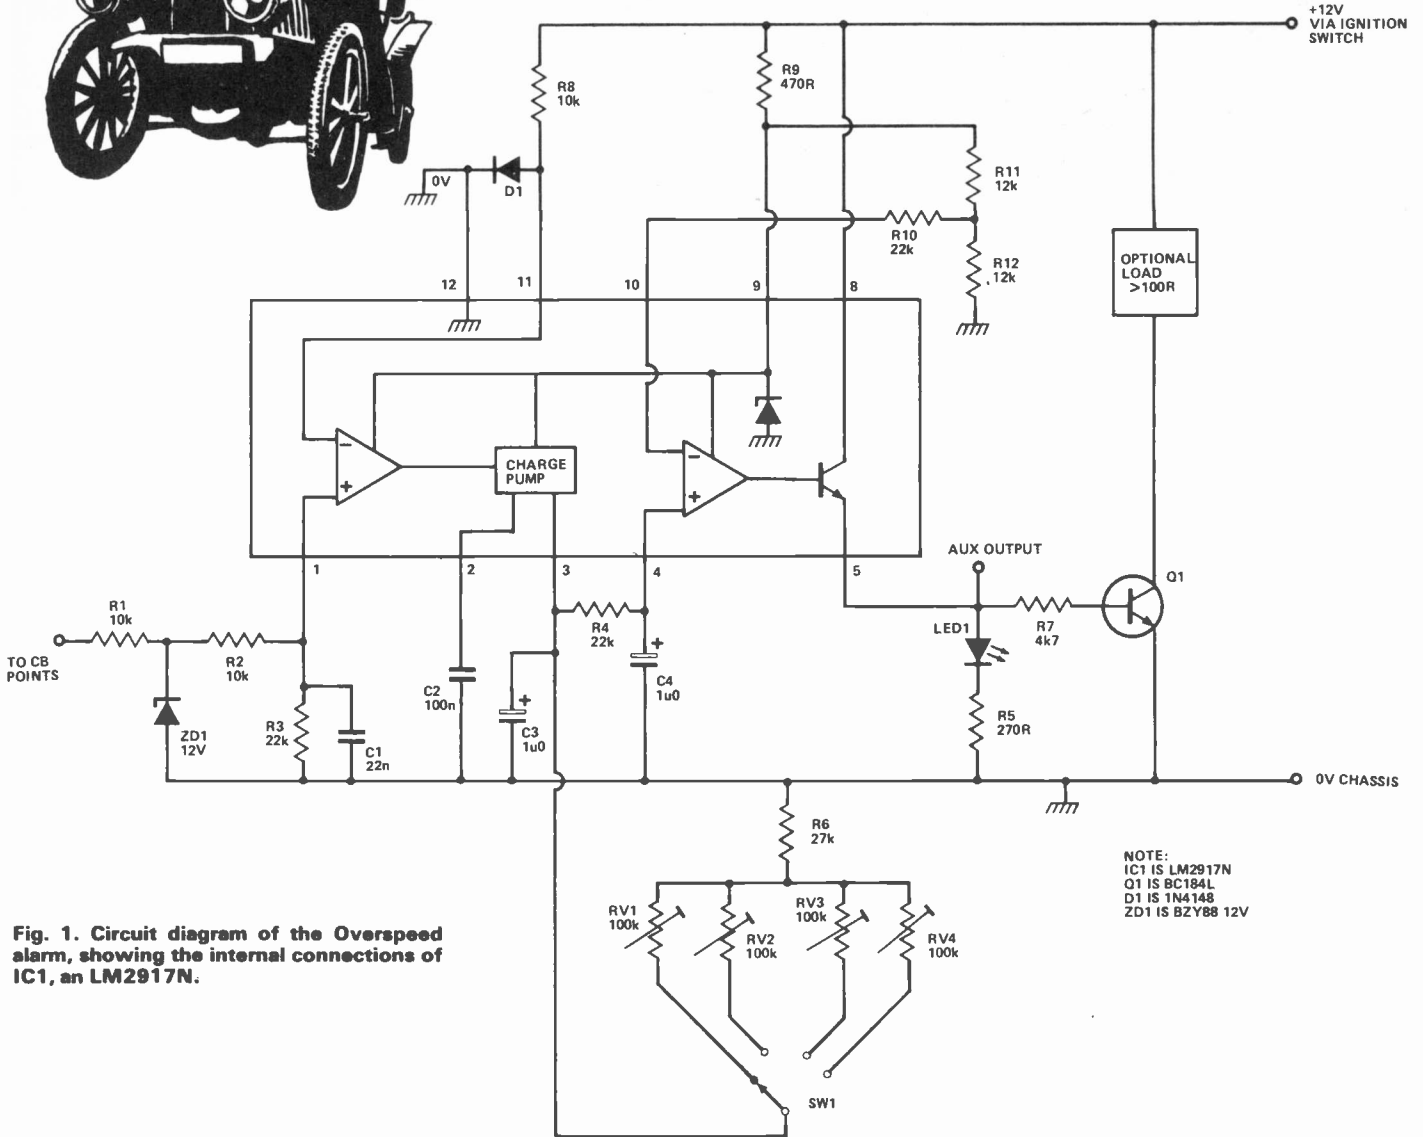 +12V
VIA IGNITION
SWITCH
R8
10k
R9
470R
0V
D1
R11
12k
R10
22k
R12
12k
OPTIONAL
LOAD
>100R
12
11
10
9
8
−
+
CHARGE
PUMP
−
+
1
2
3
4
5
AUX OUTPUT
Q1
R1
10k
TO CB
POINTS
R2
10k
R4
22k
LED1
R7
4k7
ZD1
12V
R3
22k
C1
22n
C2
100n
+
C3
1u0
+
C4
1u0
R5
270R
0V CHASSIS
R6
27k
NOTE:
IC1 IS LM2917N
Q1 IS BC184L
D1 IS 1N4148
ZD1 IS BZY88 12V
RV1
100k
RV2
100k
RV3
100k
RV4
100k
SW1
Fig. 1. Circuit diagram of the Overspeed
alarm, showing the internal connections of
IC1, an LM2917N.